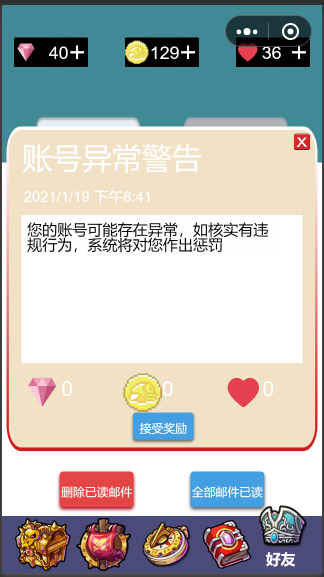 40+ 129+ 36 +
账号异常警告
2021/1/19 下午8:41
您的账号可能存在异常，如核实有违
规行为，系统将对您作出惩罚
0 0 0
接受奖励
删除已读邮件 全部邮件已读
好友